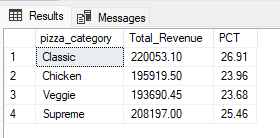 Results Messages
pizza_category Total_Revenue PCT
1 Classic 220053.10 26.91
2 Chicken 195919.50 23.96
3 Veggie 193690.45 23.68
4 Supreme 208197.00 25.46